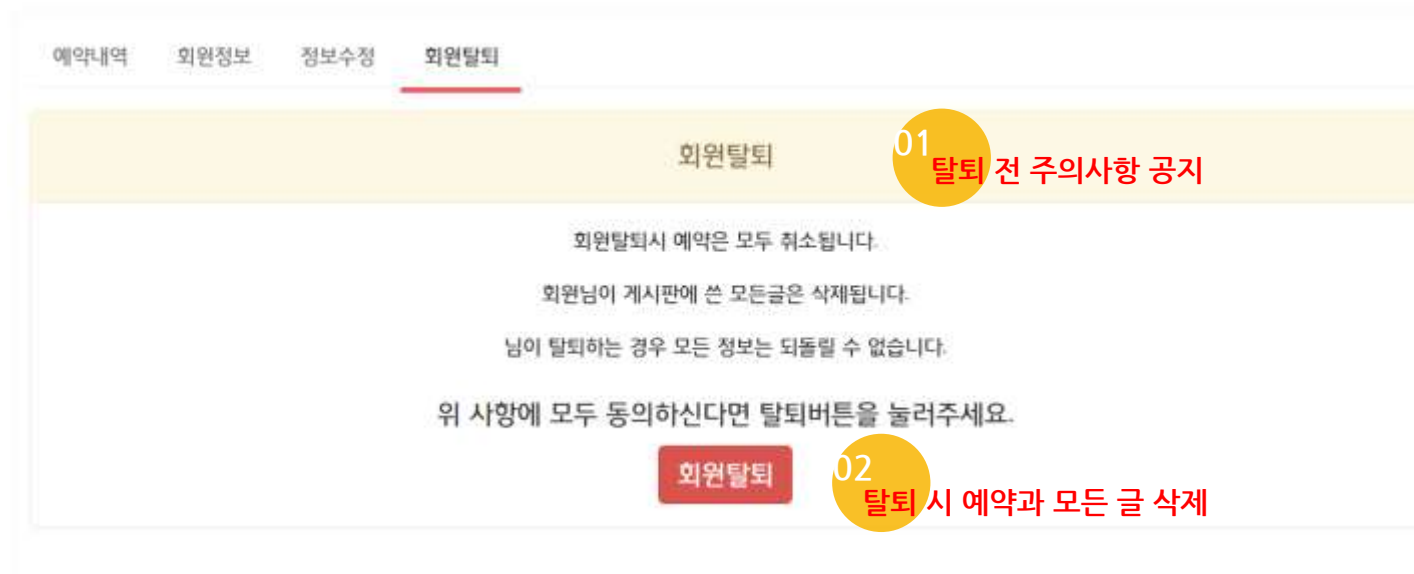 예약내역 회원정보 정보수정 회원탈퇴
회원탈퇴
01
탈퇴 전 주의사항 공지
회원탈퇴시 예약은 모두 취소됩니다.
회원님이 게시판에 쓴 모든글은 삭제됩니다.
님이 탈퇴하는 경우 모든 정보는 되돌릴 수 없습니다.
위 사항에 모두 동의하신다면 탈퇴버튼을 눌러주세요.
회원탈퇴
02
탈퇴 시 예약과 모든 글 삭제